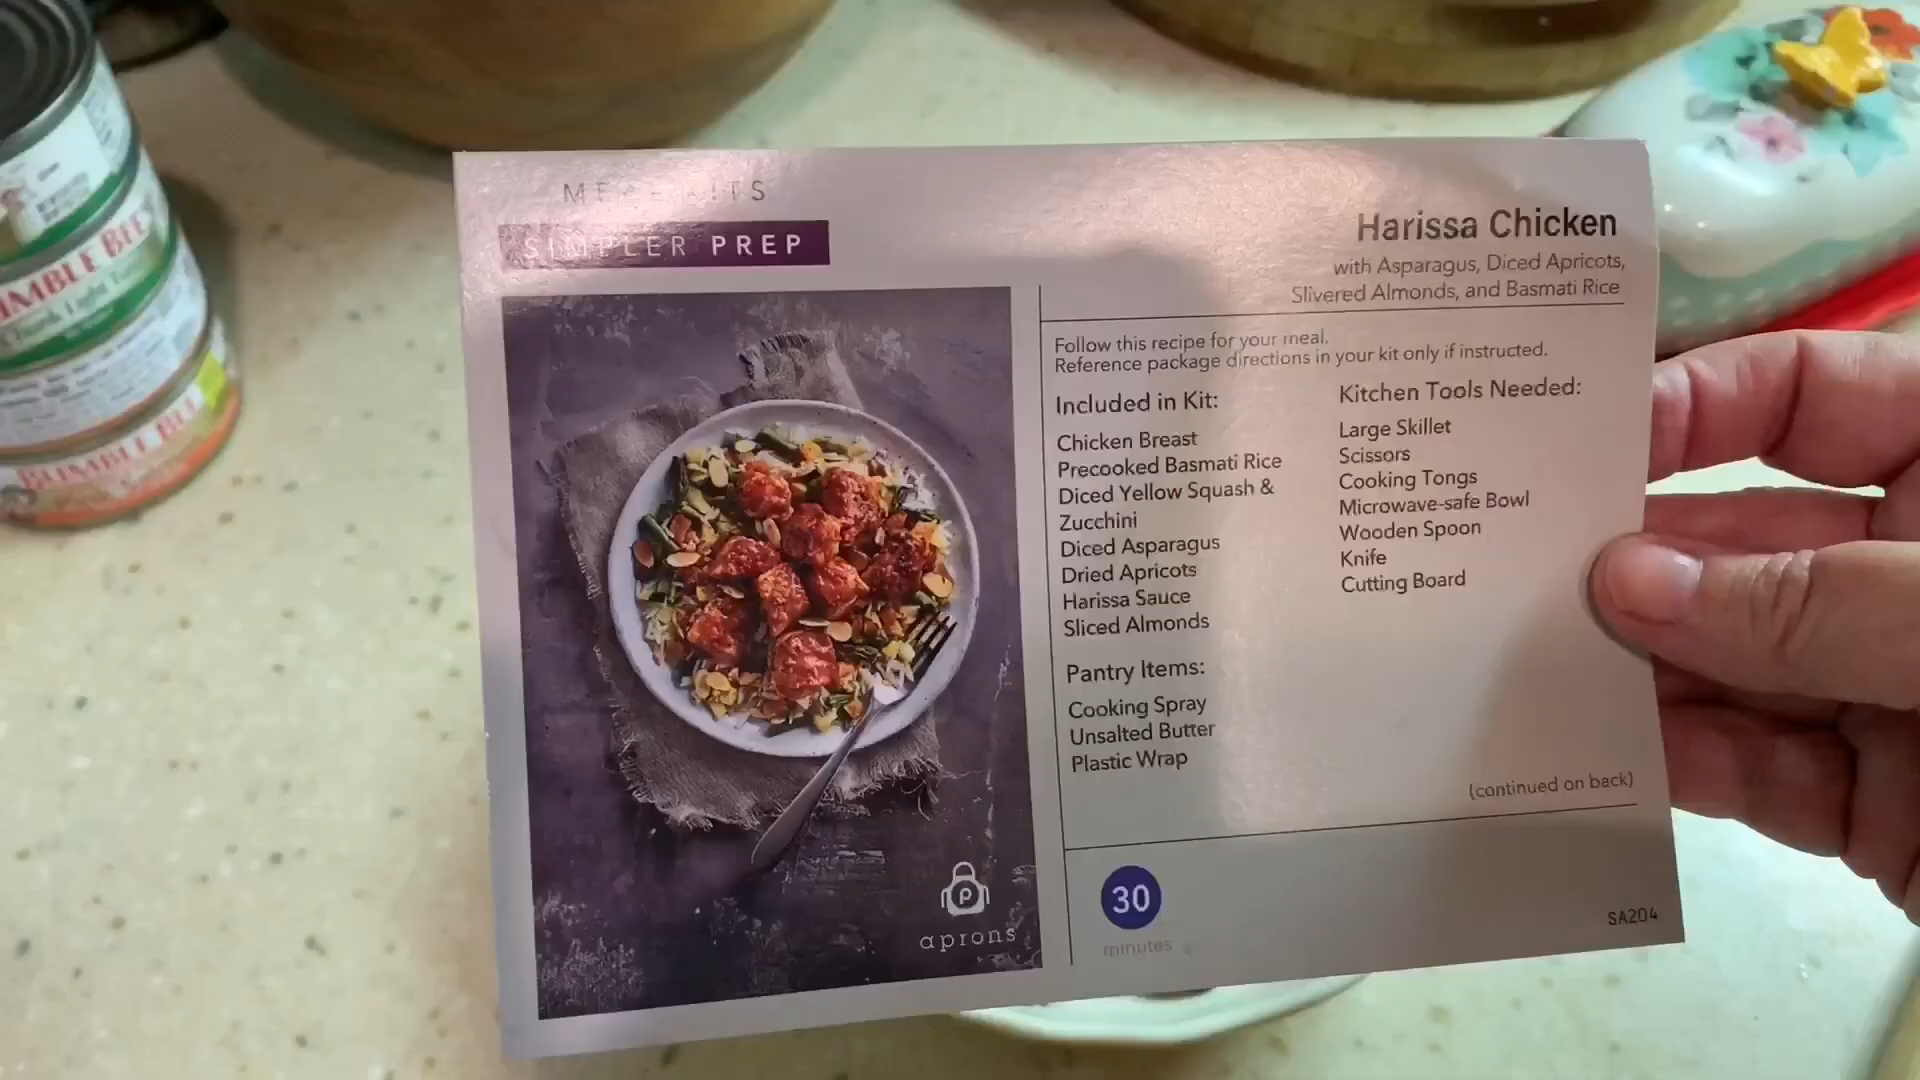 MEAL KITS
SIMPLER PREP
Harissa Chicken
with Asparagus, Diced Apricots,
Slivered Almonds, and Basmati Rice
Follow this recipe for your meal.
Reference package directions in your kit only if instructed.
Included in Kit:
Chicken Breast
Precooked Basmati Rice
Diced Yellow Squash &
Zucchini
Diced Asparagus
Dried Apricots
Harissa Sauce
Sliced Almonds
Pantry Items:
Cooking Spray
Unsalted Butter
Plastic Wrap
Kitchen Tools Needed:
Large Skillet
Scissors
Cooking Tongs
Microwave-safe Bowl
Wooden Spoon
Knife
Cutting Board
(continued on back)
30
minutes
SA204
P
aprons
BUMBLE BEE